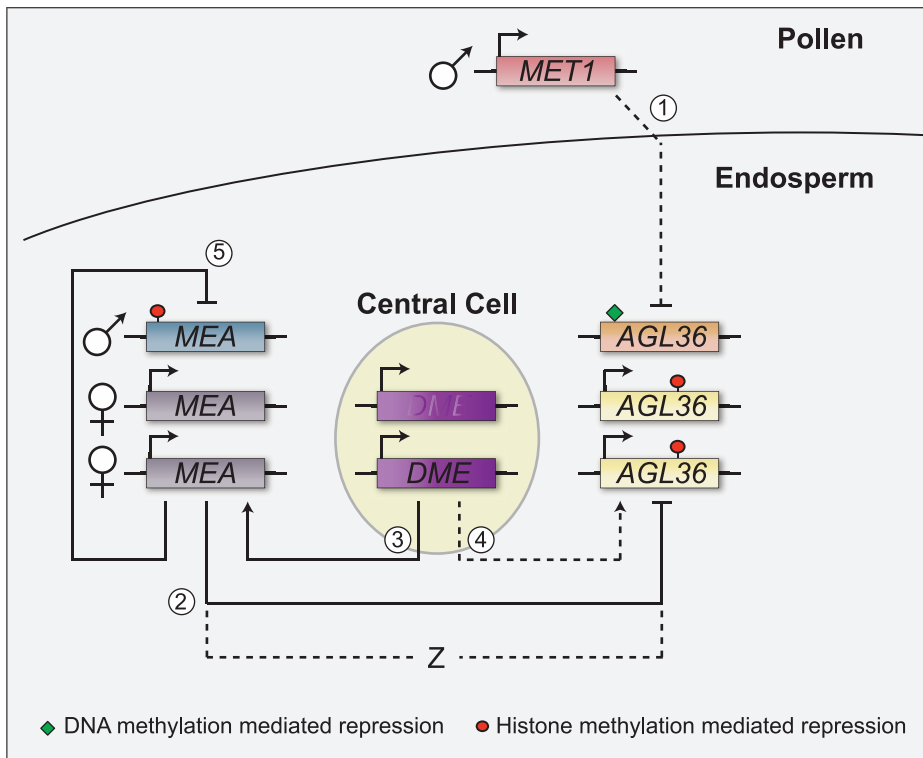 Pollen
MET1
①
Endosperm
⑤
Central Cell
MEA
AGL36
MEA
DME
AGL36
MEA
DME
AGL36
③
④
②
Z
DNA methylation mediated repression
Histone methylation mediated repression